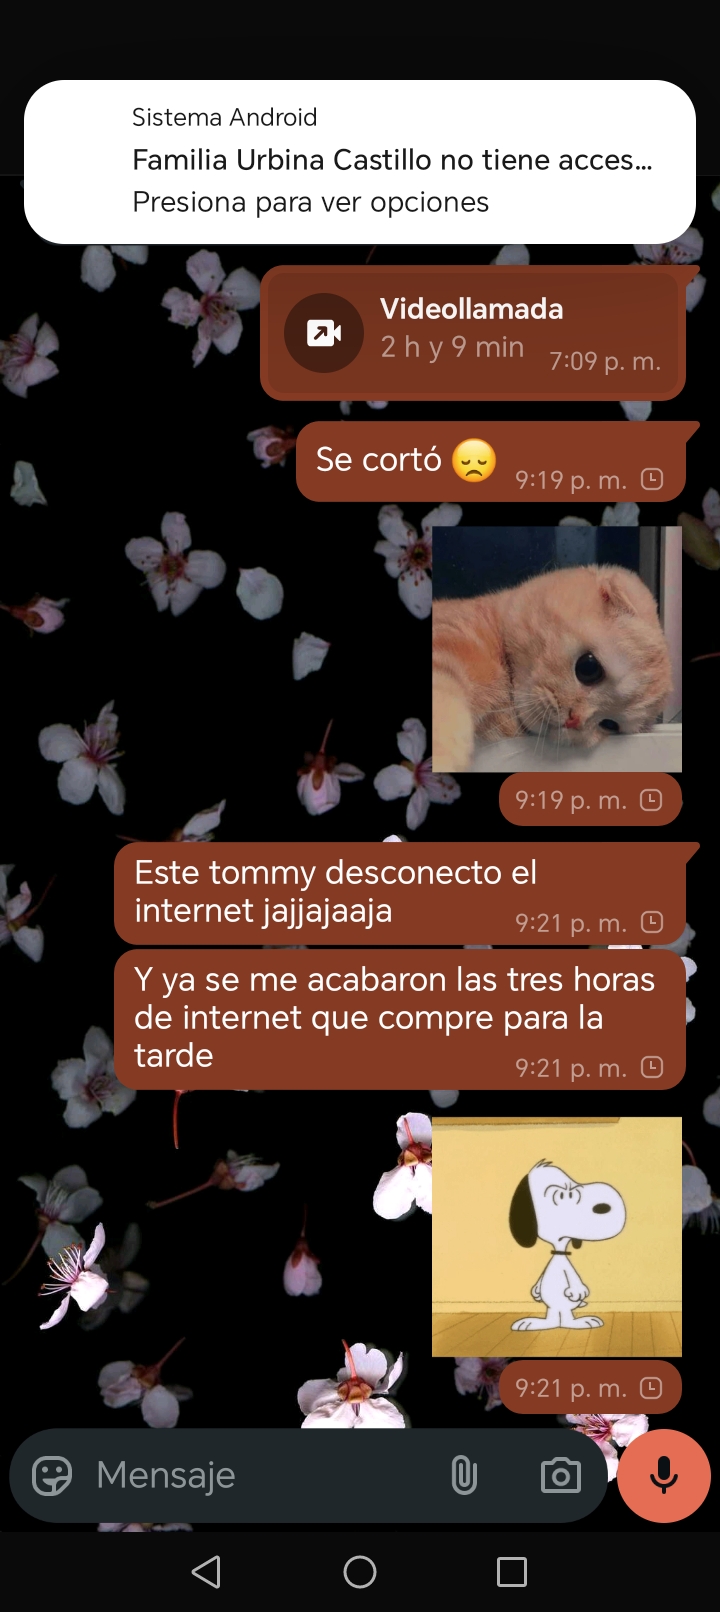 Sistema Android
Familia Urbina Castillo no tiene acces...
Presiona para ver opciones
Videollamada
2 h y 9 min 7:09 p. m.
Se cortó 😞 9:19 p. m.
9:19 p. m.
Este tommy desconecto el
internet jajjajaaja 9:21 p. m.
Y ya se me acabaron las tres horas
de internet que compre para la
tarde 9:21 p. m.
9:21 p. m.
Mensaje